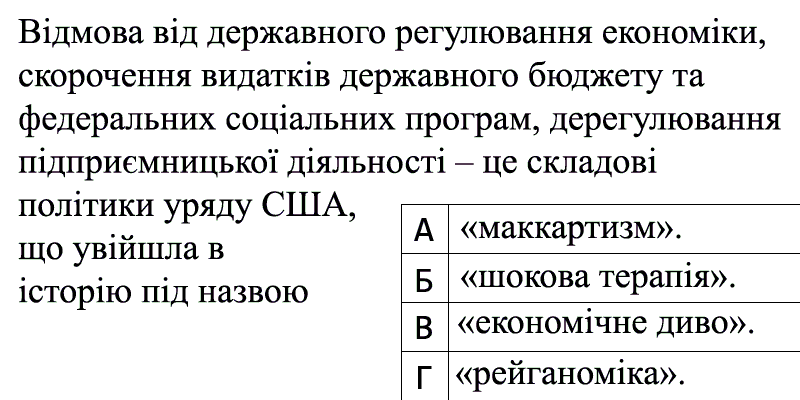 Відмова від державного регулювання економіки,
скорочення видатків державного бюджету та
федеральних соціальних програм, дерегулювання
підприємницької діяльності – це складові
політики уряду США,
що увійшла в
історію під назвою
А «маккартизм».
Б «шокова терапія».
В «економічне диво».
Г «рейганоміка».